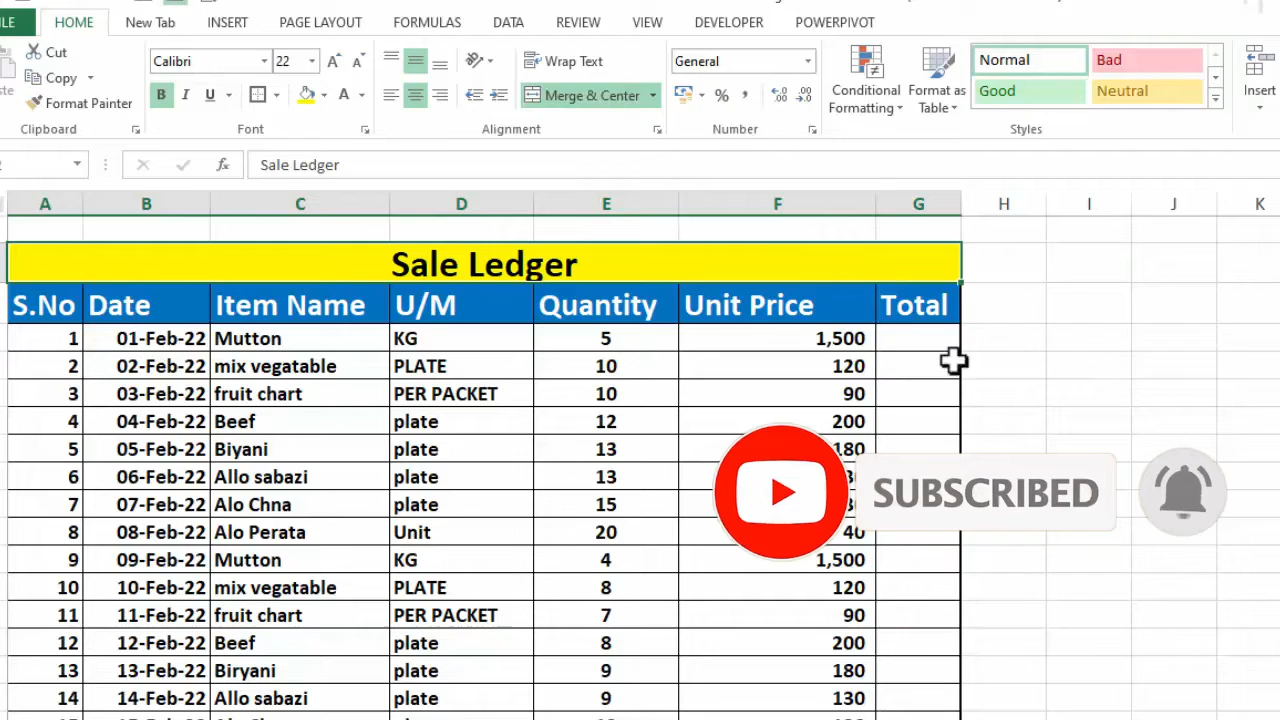 HOME New Tab INSERT PAGE LAYOUT FORMULAS DATA REVIEW VIEW DEVELOPER POWERPIVOT
Cut
Copy
Format Painter
Clipboard
Calibri 22 A A
B I U A
Font
Wrap Text
Merge & Center
Alignment
General
% ,
Number
Conditional Formatting
Format as Table
Normal Bad
Good Neutral
Styles
Insert
fx Sale Ledger
A B C D E F G H I J K
Sale Ledger
S.No Date Item Name U/M Quantity Unit Price Total
1 01-Feb-22 Mutton KG 5 1,500
2 02-Feb-22 mix vegatable PLATE 10 120
3 03-Feb-22 fruit chart PER PACKET 10 90
4 04-Feb-22 Beef plate 12 200
5 05-Feb-22 Biyani plate 13 180
6 06-Feb-22 Allo sabazi plate 13
7 07-Feb-22 Alo Chna plate 15
8 08-Feb-22 Alo Perata Unit 20 40
9 09-Feb-22 Mutton KG 4 1,500
10 10-Feb-22 mix vegatable PLATE 8 120
11 11-Feb-22 fruit chart PER PACKET 7 90
12 12-Feb-22 Beef plate 8 200
13 13-Feb-22 Biryani plate 9 180
14 14-Feb-22 Allo sabazi plate 9 130
SUBSCRIBED